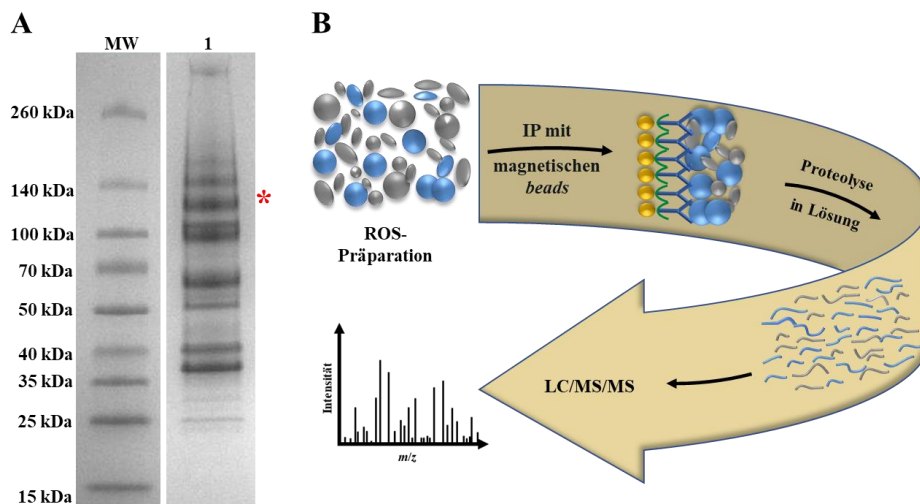 A
B
MW
1
260 kDa
140 kDa
*
100 kDa
70 kDa
50 kDa
40 kDa
35 kDa
25 kDa
15 kDa
ROS-
Präparation
IP mit
magnetischen
beads
Proteolyse
in Lösung
LC/MS/MS
Intensität
m/z